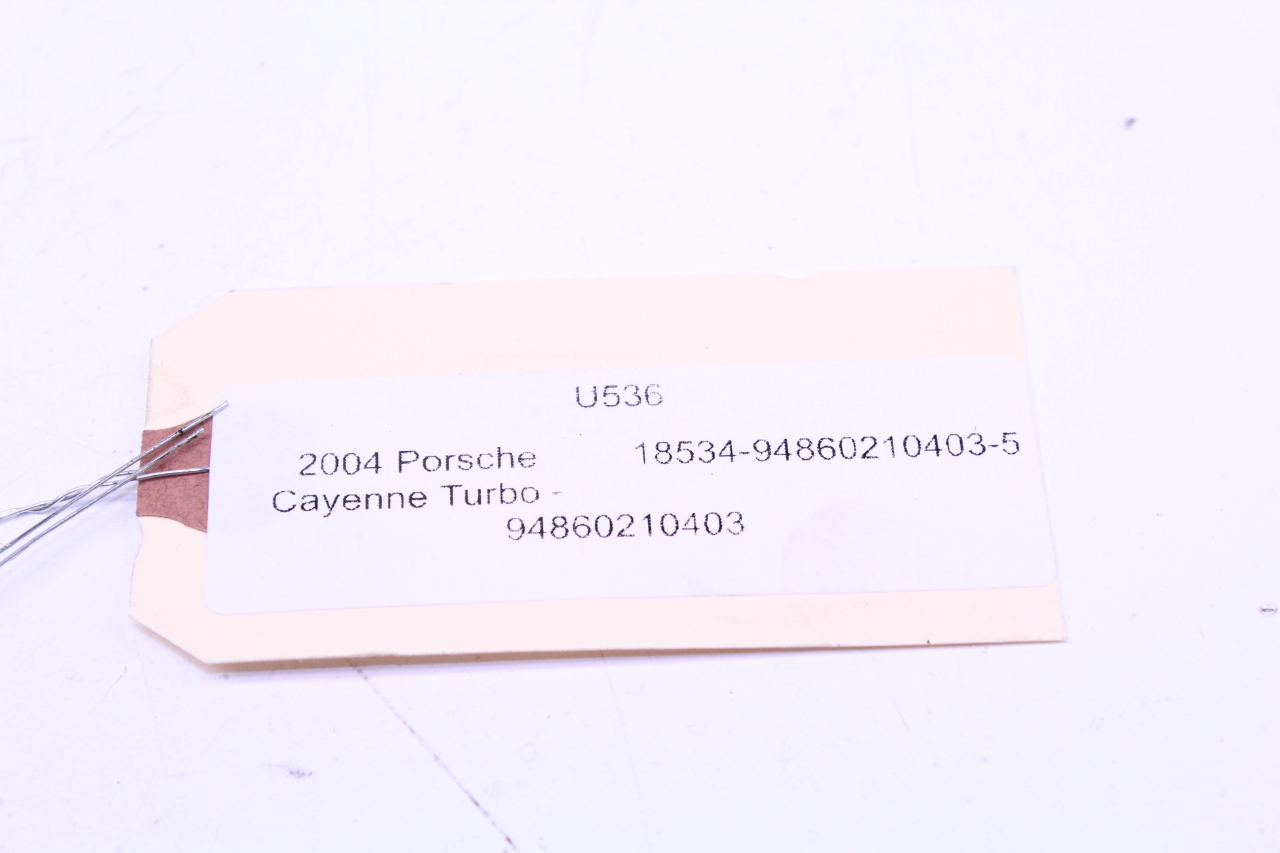 U536
2004 Porsche 18534-94860210403-5
Cayenne Turbo -
94860210403